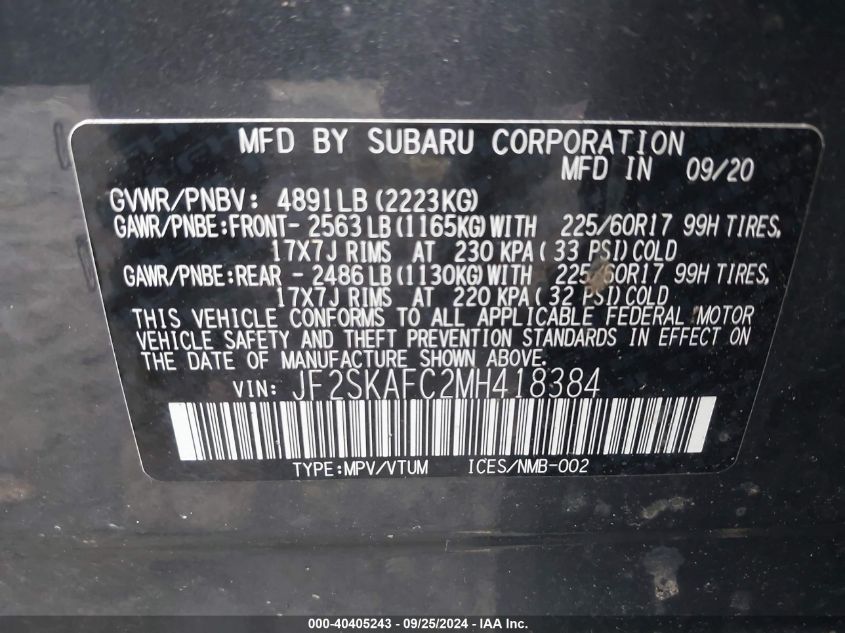 MFD BY SUBARU CORPORATION
MFD IN 09/20
GVWR/PNBV: 4891LB (2223KG)
GAWR/PNBE:FRONT- 2563LB (1165KG) WITH 225/60R17 99H TIRES,
17X7J RIMS AT 230 KPA ( 33 PSI) COLD
GAWR/PNBE:REAR - 2486LB (1130KG) WITH 225/60R17 99H TIRES,
17X7J RIMS AT 220 KPA ( 32 PSI) COLD
THIS VEHICLE CONFORMS TO ALL APPLICABLE FEDERAL MOTOR
VEHICLE SAFETY AND THEFT PREVENTION STANDARDS IN EFFECT ON
THE DATE OF MANUFACTURE SHOWN ABOVE.
VIN: JF2SKAFC2MH418384
TYPE:MPV/VTUM ICES/NMB-002
000-40405243 - 09/25/2024 - IAA Inc.